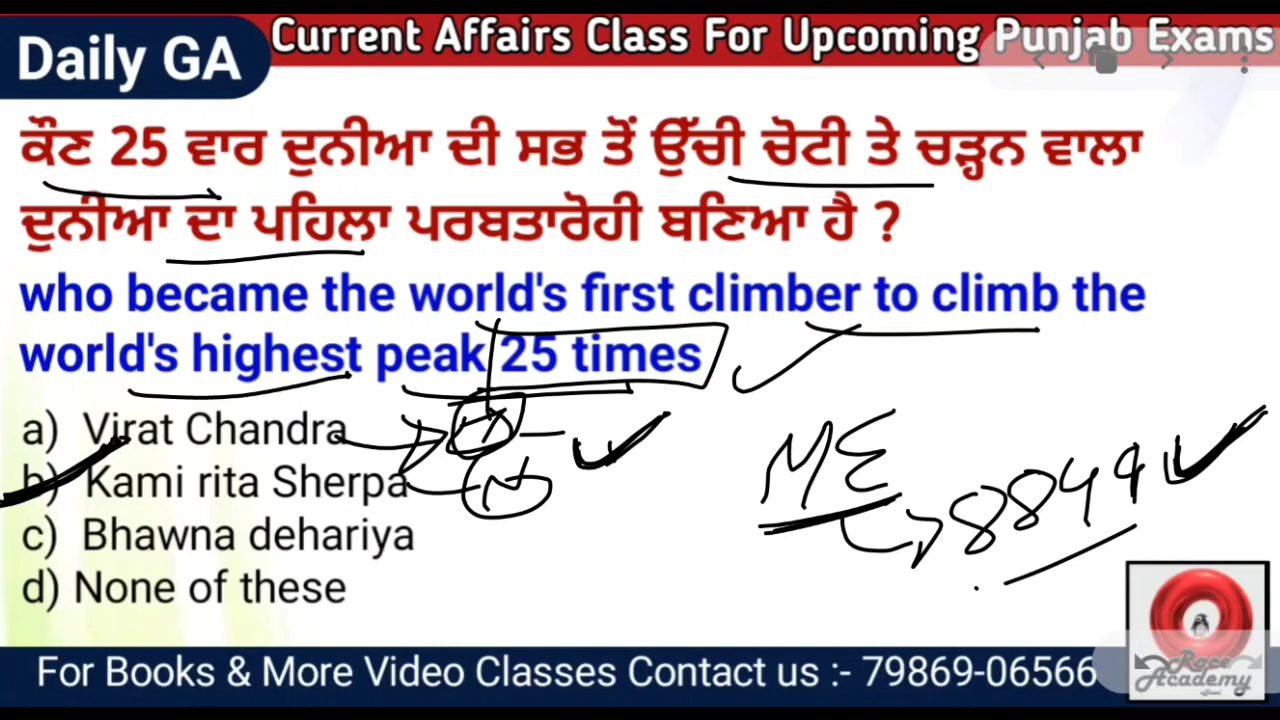 Daily GA
Current Affairs Class For Upcoming Punjab Exams
ਕੌਣ 25 ਵਾਰ ਦੁਨੀਆ ਦੀ ਸਭ ਤੋਂ ਉੱਚੀ ਚੋਟੀ ਤੇ ਚੜ੍ਹਨ ਵਾਲਾ
ਦੁਨੀਆ ਦਾ ਪਹਿਲਾ ਪਰਬਤਾਰੋਹੀ ਬਣਿਆ ਹੈ ?
who became the world's first climber to climb the
world's highest peak 25 times
a) Virat Chandra
b) Kami rita Sherpa
c) Bhawna dehariya
d) None of these
ME
8849
Race
Academy
For Books & More Video Classes Contact us :- 79869-06566